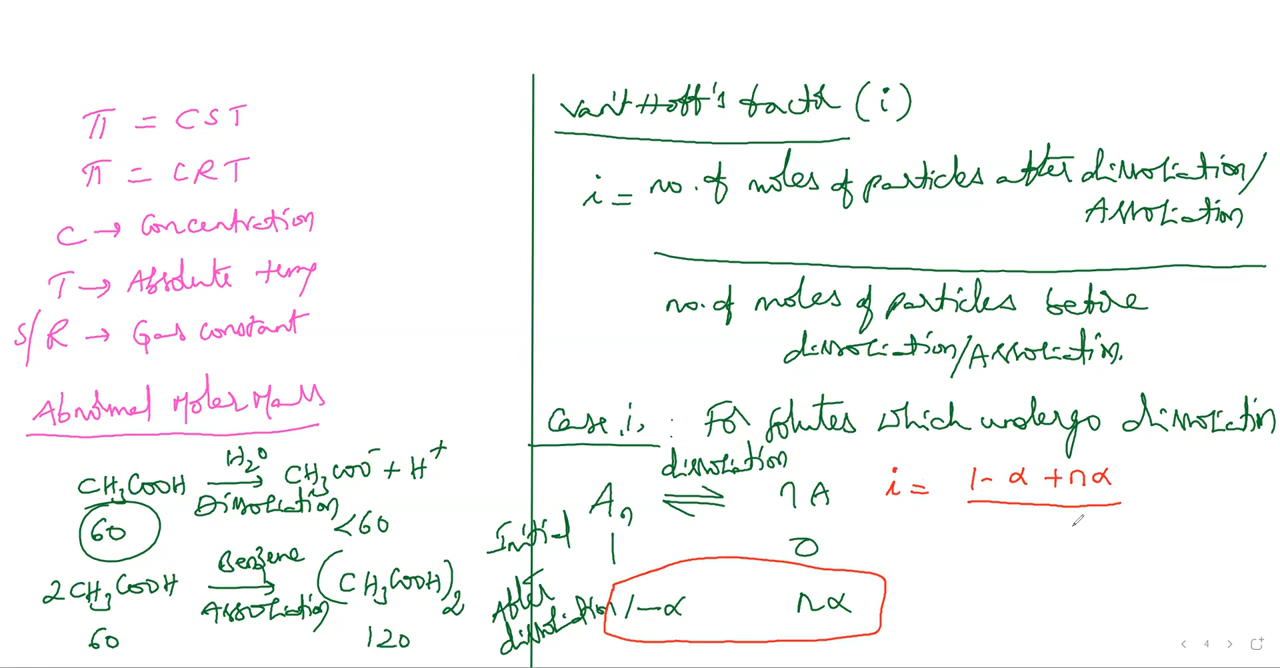 π = CST
π = CRT
C → Concentration
T → Absolute temp
S/R → Gas constant
Abnormal Molar Mass
CH₃COOH H₂O → Dissociation CH₃COO⁻ + H⁺
60 <60
2CH₃COOH Benzene → Association (CH₃COOH)₂
60 120
Van't Hoff's factor (i)
i = no. of moles of particles after dissociation/
Association
no. of moles of particles before
dissociation/Association.
Case i, : For solutes which undergo dissociation
dissociation
Aₙ ⇌ nA
Initial 1 0
After
dissociation 1-α nα
i = 1-α+nα
4